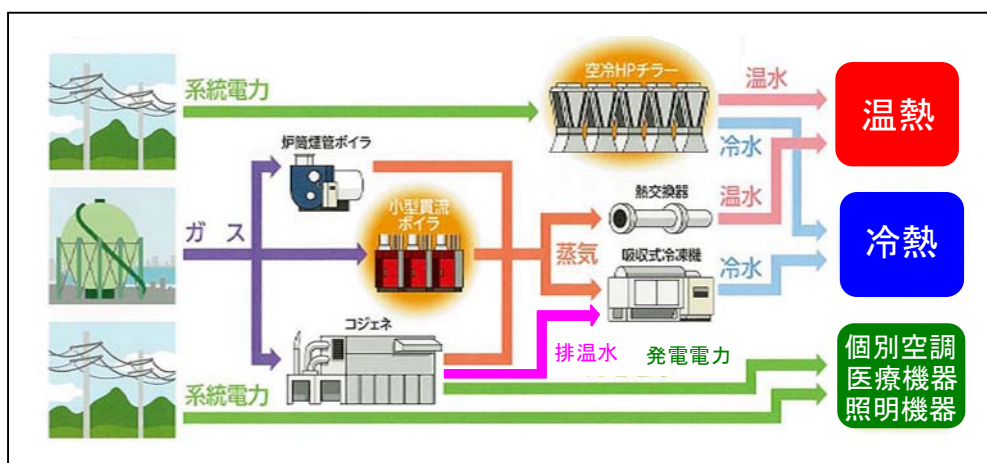 空冷HPチラー
系統電力
温水
温熱
炉筒煙管ボイラ
冷水
熱交換器
小型貫流
ボイラ
温水
ガス
蒸気
吸収式冷凍機
冷水
冷熱
コジェネ
排温水
発電電力
個別空調
医療機器
照明機器
系統電力